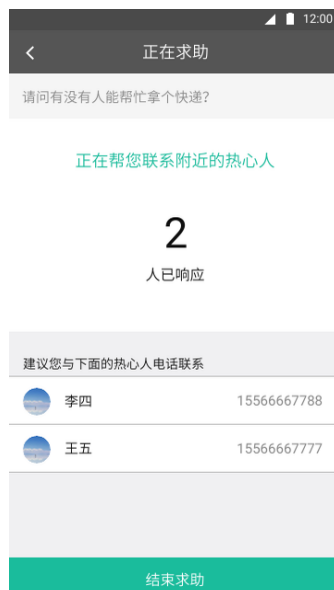 12:00
正在求助
请问有没有人能帮忙拿个快递？
正在帮您联系附近的热心人
2
人已响应
建议您与下面的热心人电话联系
李四 15566667788
王五 15566667777
结束求助